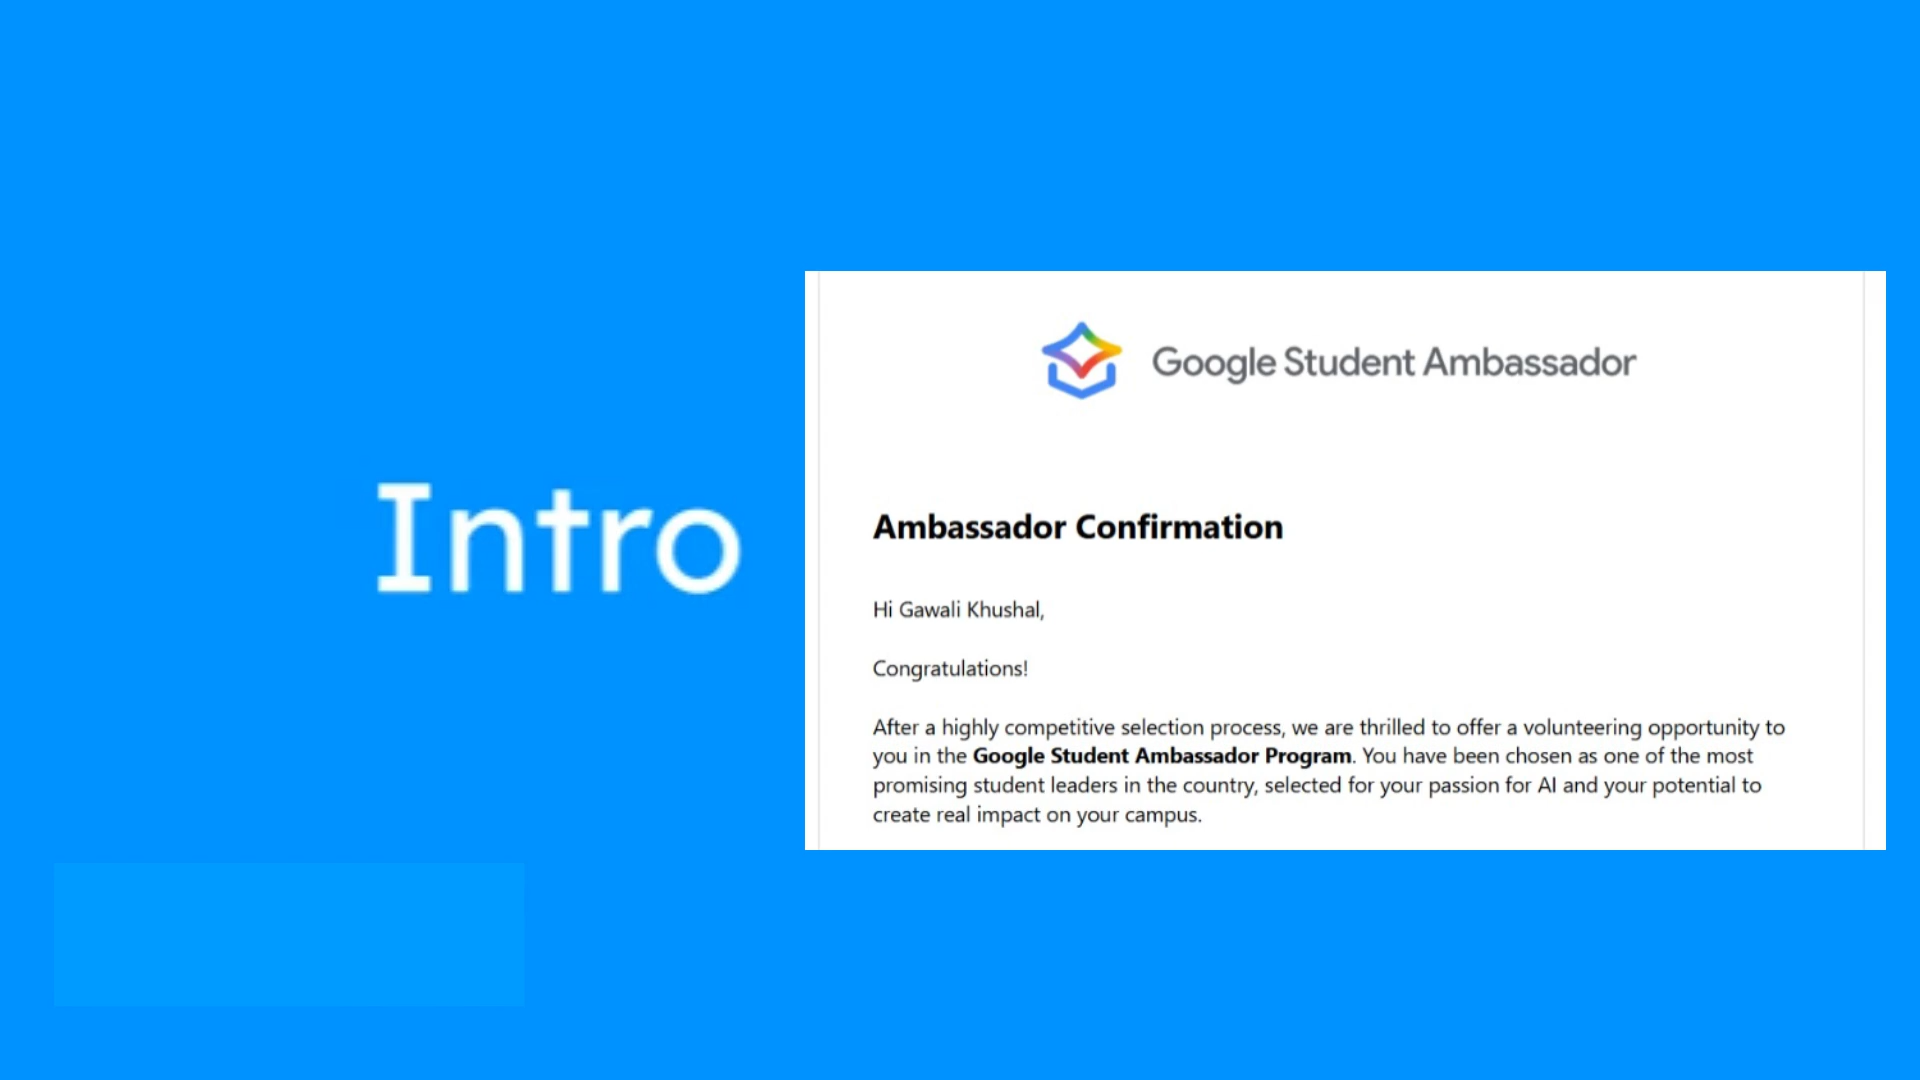 Intro
Google Student Ambassador
Ambassador Confirmation
Hi Gawali Khushal,
Congratulations!
After a highly competitive selection process, we are thrilled to offer a volunteering opportunity to
you in the Google Student Ambassador Program. You have been chosen as one of the most
promising student leaders in the country, selected for your passion for AI and your potential to
create real impact on your campus.